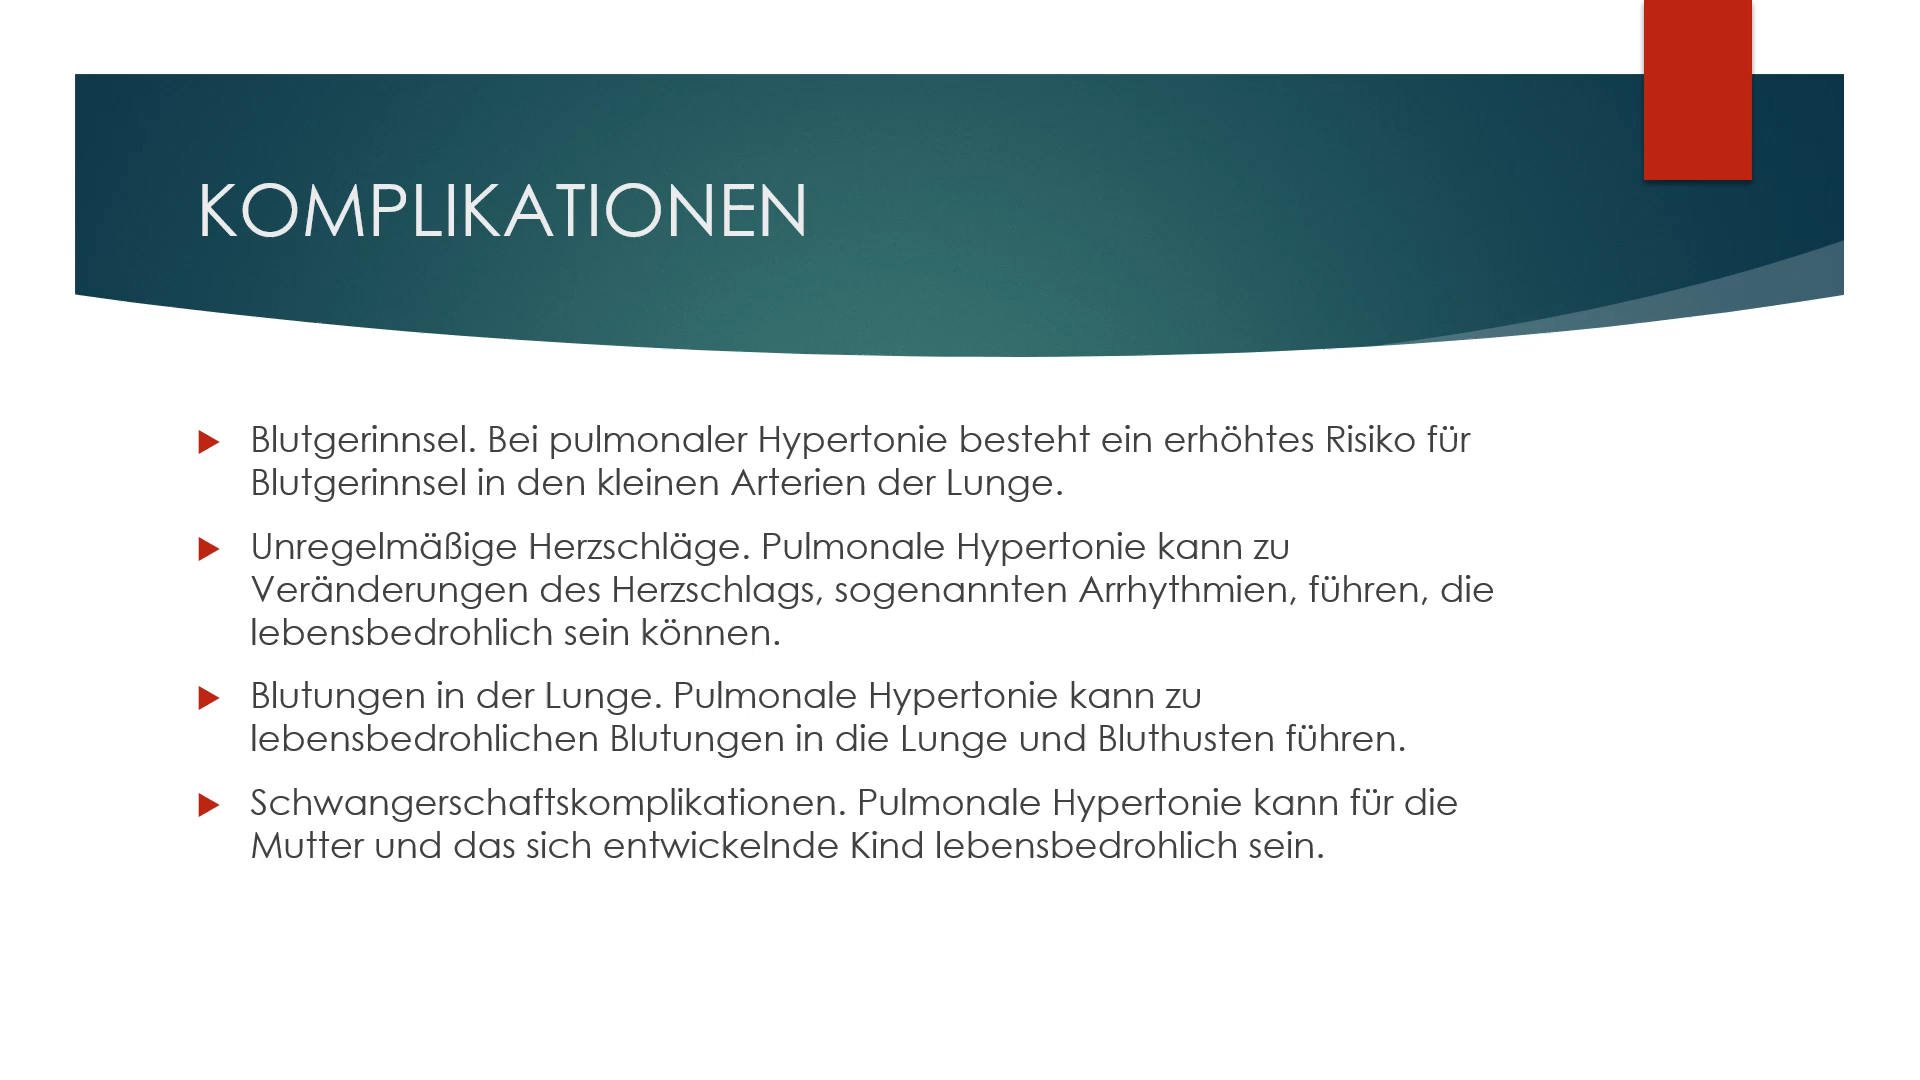 KOMPLIKATIONEN
Blutgerinnsel. Bei pulmonaler Hypertonie besteht ein erhöhtes Risiko für
Blutgerinnsel in den kleinen Arterien der Lunge.
Unregelmäßige Herzschläge. Pulmonale Hypertonie kann zu
Veränderungen des Herzschlags, sogenannten Arrhythmien, führen, die
lebensbedrohlich sein können.
Blutungen in der Lunge. Pulmonale Hypertonie kann zu
lebensbedrohlichen Blutungen in die Lunge und Bluthusten führen.
Schwangerschaftskomplikationen. Pulmonale Hypertonie kann für die
Mutter und das sich entwickelnde Kind lebensbedrohlich sein.